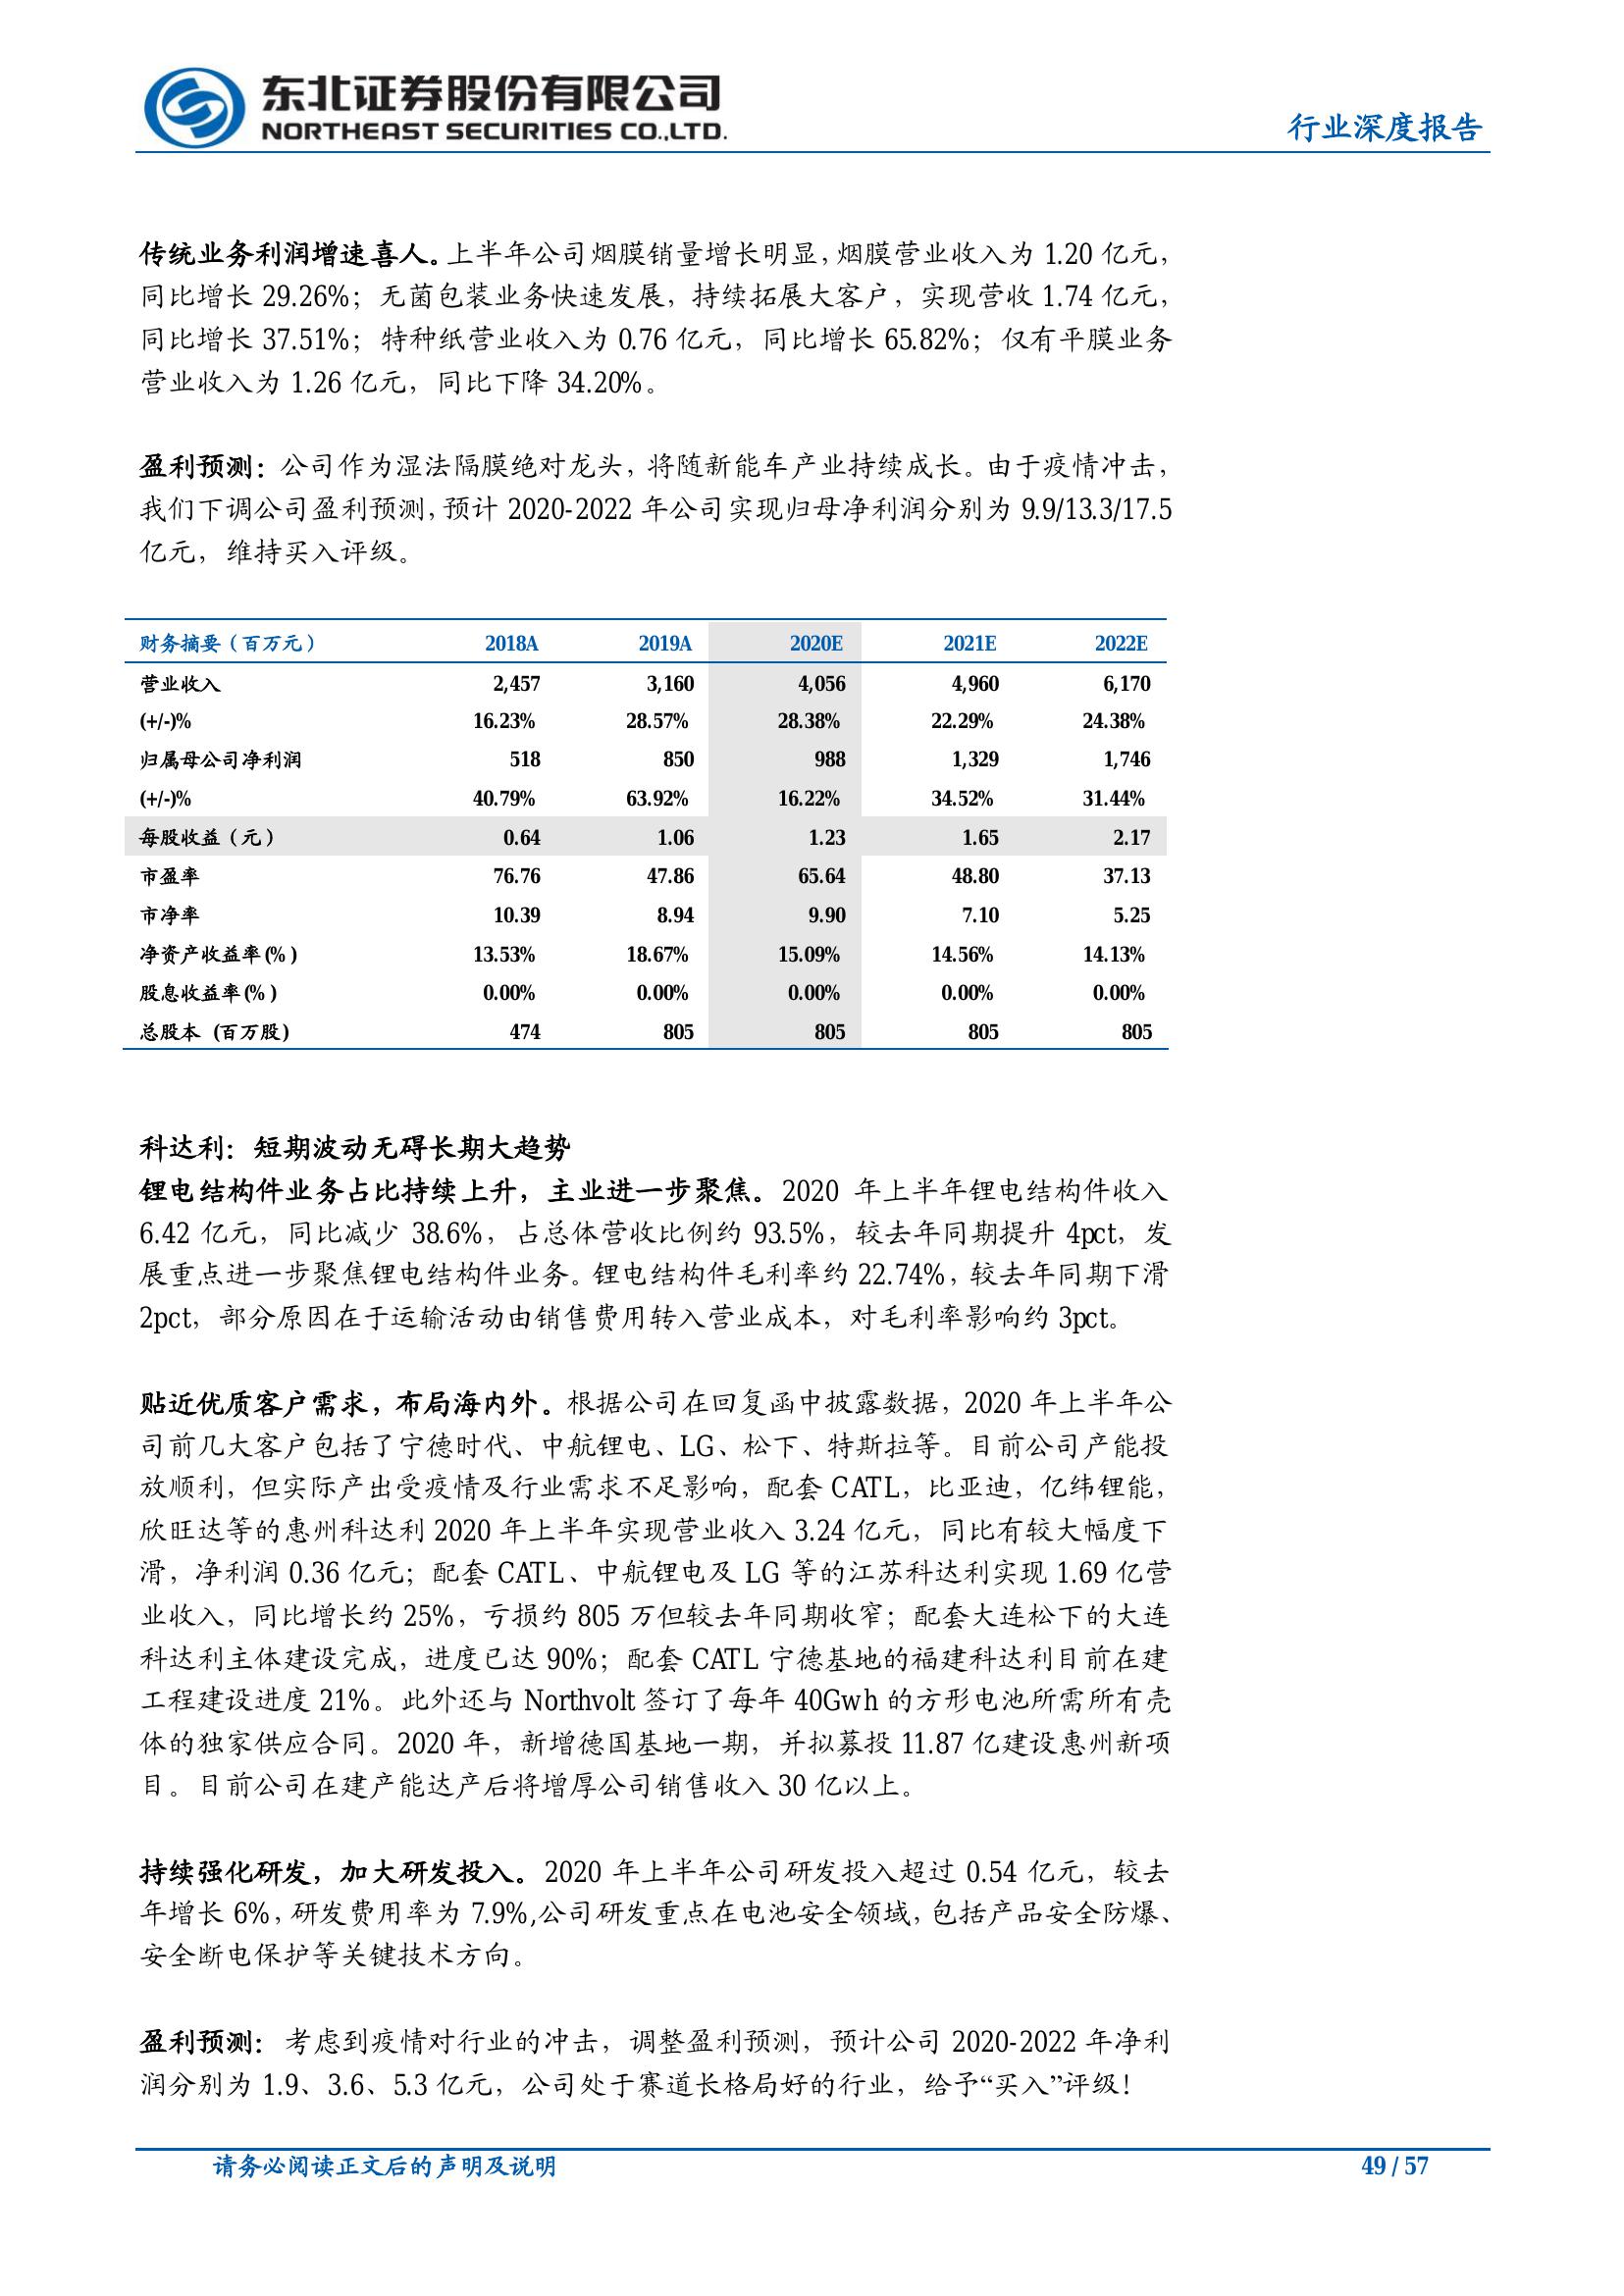 东北证券股份有限公司
NORTHEAST SECURITIES CO.,LTD.
行业深度报告
传统业务利润增速喜人。上半年公司烟膜销量增长明显，烟膜营业收入为 1.20 亿元，
同比增长 29.26%；无菌包装业务快速发展，持续拓展大客户，实现营收 1.74 亿元，
同比增长 37.51%；特种纸营业收入为 0.76 亿元，同比增长 65.82%；仅有平膜业务
营业收入为 1.26 亿元，同比下降 34.20%。
盈利预测：公司作为湿法隔膜绝对龙头，将随新能车产业持续成长。由于疫情冲击，
我们下调公司盈利预测，预计 2020-2022 年公司实现归母净利润分别为 9.9/13.3/17.5
亿元，维持买入评级。
财务摘要（百万元） 2018A 2019A 2020E 2021E 2022E
营业收入 2,457 3,160 4,056 4,960 6,170
(+/-)% 16.23% 28.57% 28.38% 22.29% 24.38%
归属母公司净利润 518 850 988 1,329 1,746
(+/-)% 40.79% 63.92% 16.22% 34.52% 31.44%
每股收益（元） 0.64 1.06 1.23 1.65 2.17
市盈率 76.76 47.86 65.64 48.80 37.13
市净率 10.39 8.94 9.90 7.10 5.25
净资产收益率(%) 13.53% 18.67% 15.09% 14.56% 14.13%
股息收益率(%) 0.00% 0.00% 0.00% 0.00% 0.00%
总股本 (百万股) 474 805 805 805 805
科达利：短期波动无碍长期大趋势
锂电结构件业务占比持续上升，主业进一步聚焦。2020 年上半年锂电结构件收入
6.42 亿元，同比减少 38.6%，占总体营收比例约 93.5%，较去年同期提升 4pct，发
展重点进一步聚焦锂电结构件业务。锂电结构件毛利率约 22.74%，较去年同期下滑
2pct，部分原因在于运输活动由销售费用转入营业成本，对毛利率影响约 3pct。
贴近优质客户需求，布局海内外。根据公司在回复函中披露数据，2020 年上半年公
司前几大客户包括了宁德时代、中航锂电、LG、松下、特斯拉等。目前公司产能投
放顺利，但实际产出受疫情及行业需求不足影响，配套 CATL，比亚迪，亿纬锂能，
欣旺达等的惠州科达利 2020 年上半年实现营业收入 3.24 亿元，同比有较大幅度下
滑，净利润 0.36 亿元；配套 CATL、中航锂电及 LG 等的江苏科达利实现 1.69 亿营
业收入，同比增长约 25%，亏损约 805 万但较去年同期收窄；配套大连松下的大连
科达利主体建设完成，进度已达 90%；配套 CATL 宁德基地的福建科达利目前在建
工程建设进度 21%。此外还与 Northvolt 签订了每年 40Gwh 的方形电池所需所有壳
体的独家供应合同。2020 年，新增德国基地一期，并拟募投 11.87 亿建设惠州新项
目。目前公司在建产能达产后将增厚公司销售收入 30 亿以上。
持续强化研发，加大研发投入。2020 年上半年公司研发投入超过 0.54 亿元，较去
年增长 6%，研发费用率为 7.9%,公司研发重点在电池安全领域，包括产品安全防爆、
安全断电保护等关键技术方向。
盈利预测：考虑到疫情对行业的冲击，调整盈利预测，预计公司 2020-2022 年净利
润分别为 1.9、3.6、5.3 亿元，公司处于赛道长格局好的行业，给予“买入”评级！
请务必阅读正文后的声明及说明 49 / 57